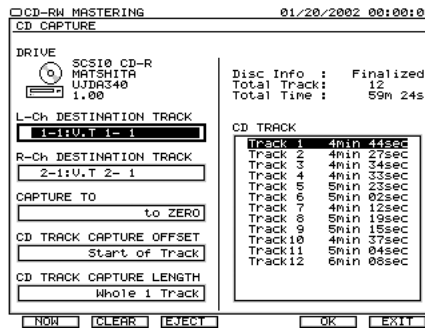 CD-RW MASTERING 01/20/2002 00:00:0
CD CAPTURE
DRIVE
SCSI0 CD-R
MATSHITA
UJDA340
1.00
L-Ch DESTINATION TRACK
1-1:V.T 1- 1
R-Ch DESTINATION TRACK
2-1:V.T 2- 1
CAPTURE TO
to ZERO
CD TRACK CAPTURE OFFSET
Start of Track
CD TRACK CAPTURE LENGTH
Whole 1 Track
Disc Info : Finalized
Total Track: 12
Total Time : 59m 24s
CD TRACK
Track 1 4min 44sec
Track 2 4min 27sec
Track 3 4min 34sec
Track 4 4min 33sec
Track 5 5min 23sec
Track 6 5min 02sec
Track 7 4min 12sec
Track 8 5min 19sec
Track 9 5min 15sec
Track10 4min 37sec
Track11 5min 04sec
Track12 6min 08sec
NOW CLEAR EJECT OK EXIT